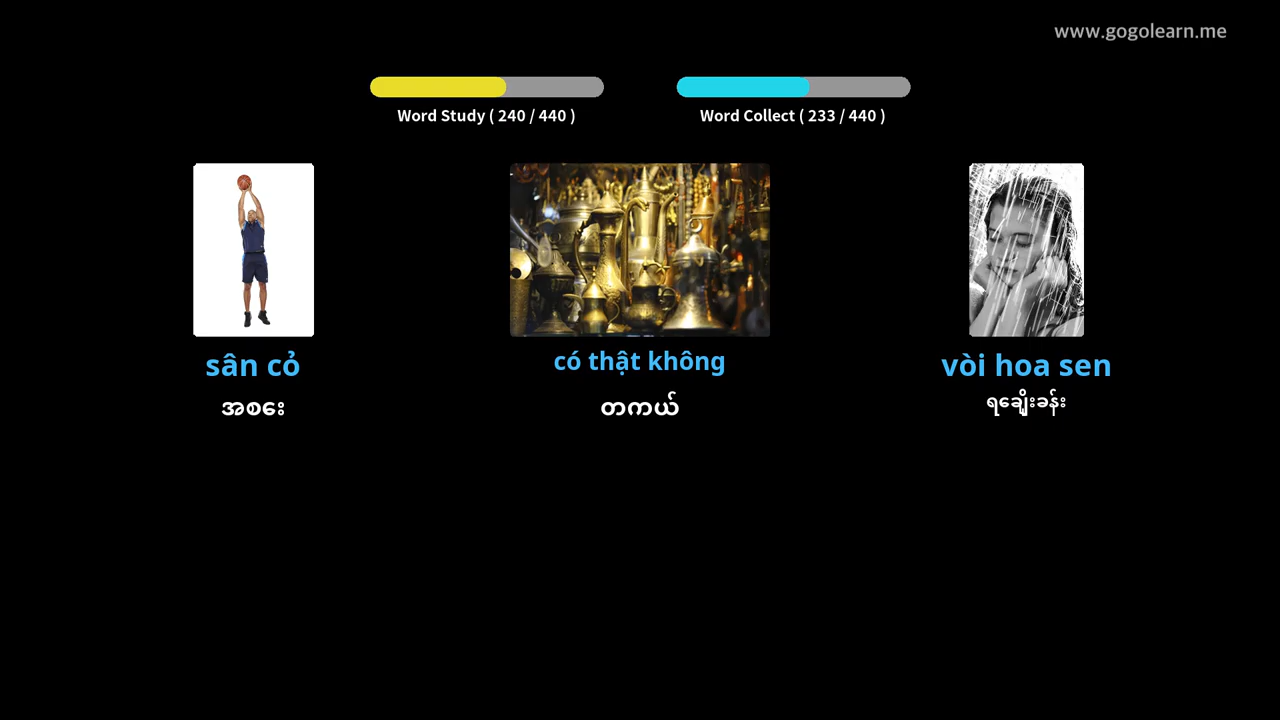 www.gogolearn.me
Word Study ( 240 / 440 )
Word Collect ( 233 / 440 )
sân cỏ
có thật không
vòi hoa sen
အစေး
တကယ်
ရေချိုးခန်း